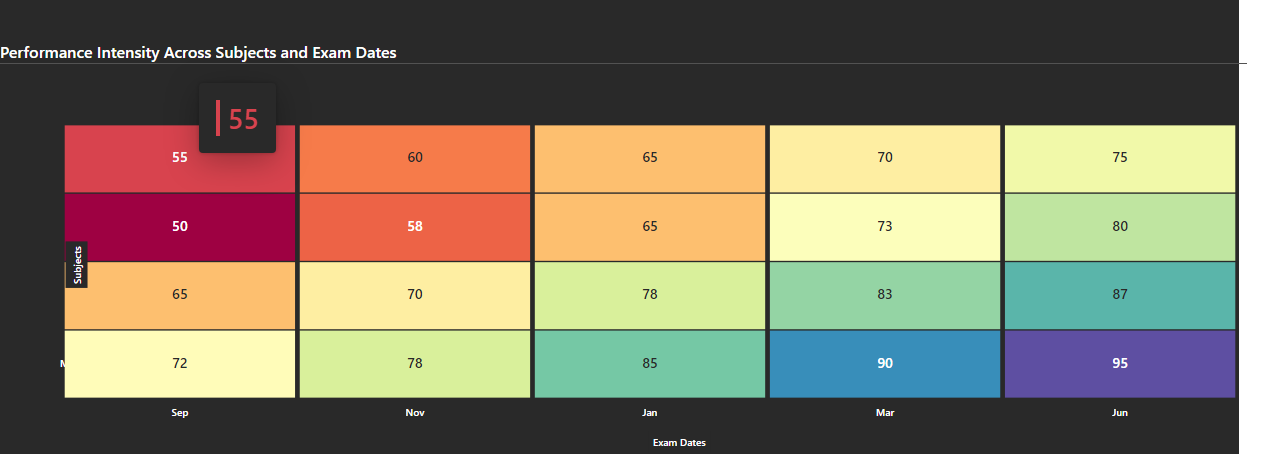 Performance Intensity Across Subjects and Exam Dates
55
55 60 65 70 75
50 58 65 73 80
Subjects
65 70 78 83 87
72 78 85 90 95
Sep Nov Jan Mar Jun
Exam Dates